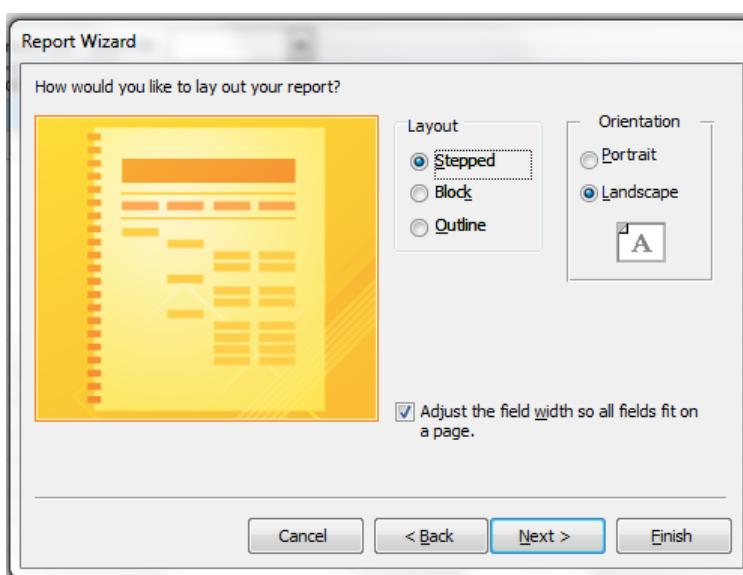 Report Wizard
How would you like to lay out your report?
Layout
Stepped
Block
Outline
Orientation
Portrait
Landscape
A
Adjust the field width so all fields fit on
a page.
Cancel
< Back
Next >
Finish